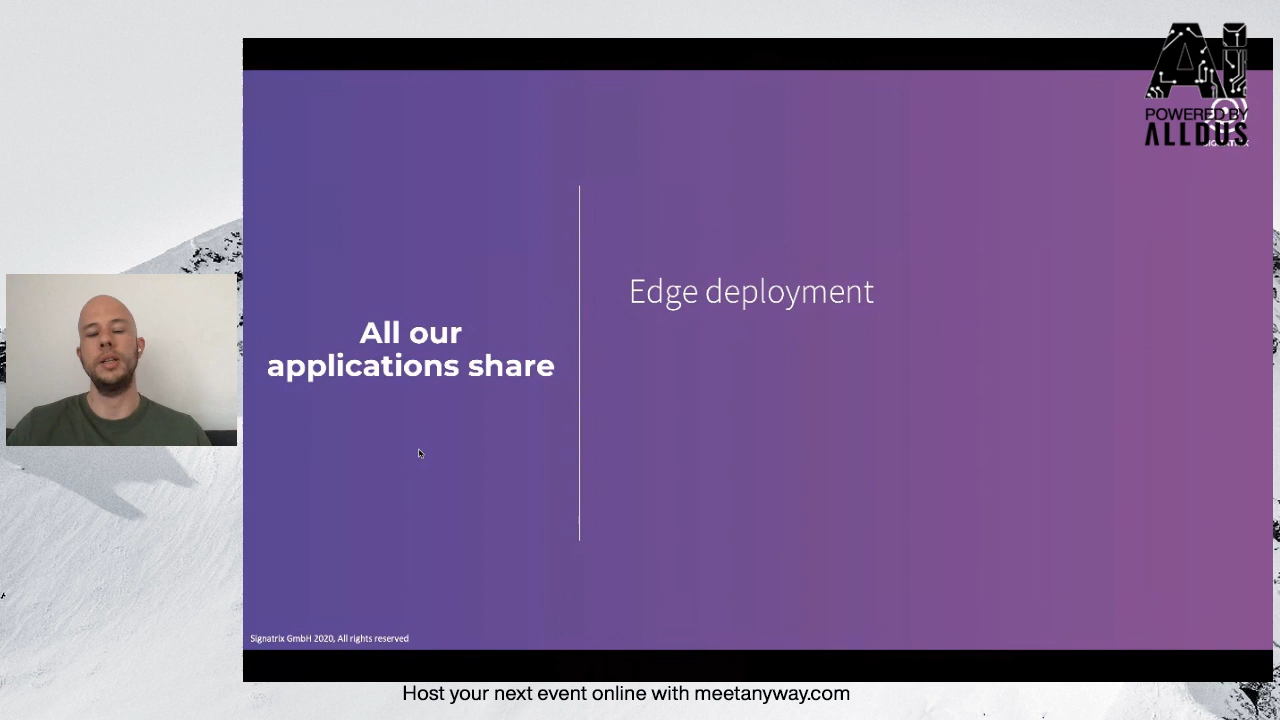 Ai
POWERED BY
ALLDUS
Edge deployment
All our
applications share
Signatrix GmbH 2020, All rights reserved
Host your next event online with meetanyway.com